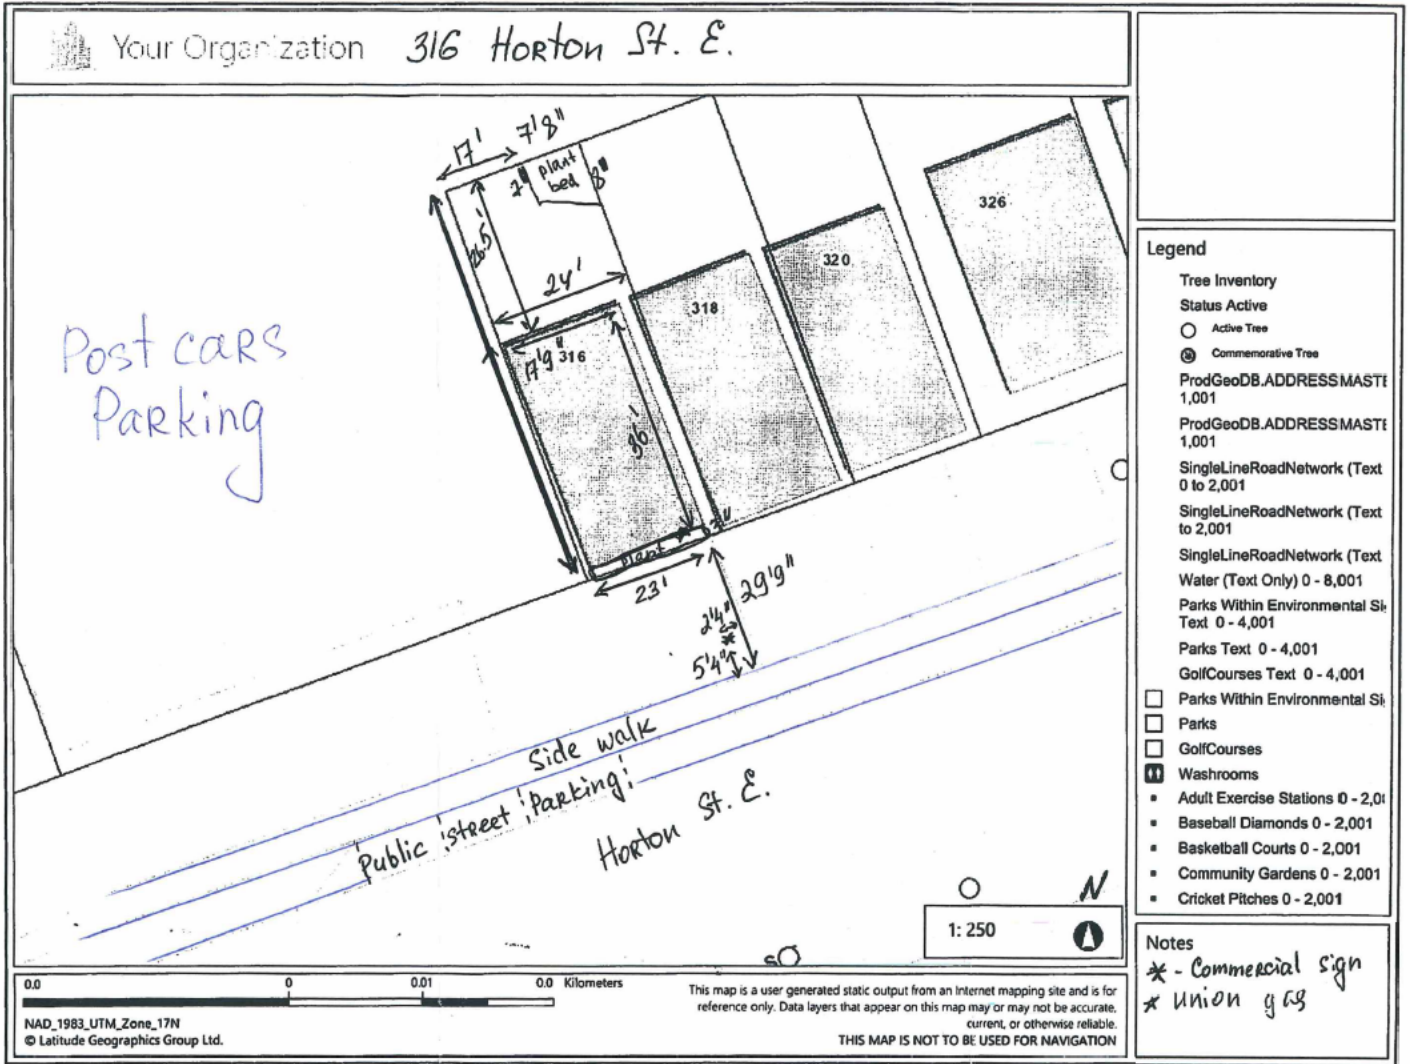 Your Organization 316 Horton St. E.
17'
7'8"
7"
plant
bed
8"
26.5'
24'
326
320
318
17'9" 316
36'
Post cars
Parking
plant
23'
29'9"
2'4"
*
5'4"
Side walk
Public street Parking
Horton St. E.
N
1: 250
Legend
Tree Inventory
Status Active
Active Tree
Commemorative Tree
ProdGeoDB.ADDRESSMASTE
1,001
ProdGeoDB.ADDRESSMASTE
1,001
SingleLineRoadNetwork (Text
0 to 2,001
SingleLineRoadNetwork (Text
to 2,001
SingleLineRoadNetwork (Text
Water (Text Only) 0 - 8,001
Parks Within Environmental Si
Text 0 - 4,001
Parks Text 0 - 4,001
GolfCourses Text 0 - 4,001
Parks Within Environmental Si
Parks
GolfCourses
Washrooms
Adult Exercise Stations 0 - 2,00
Baseball Diamonds 0 - 2,001
Basketball Courts 0 - 2,001
Community Gardens 0 - 2,001
Cricket Pitches 0 - 2,001
Notes
* - Commercial sign
* union gas
0.0 0 0.01 0.0 Kilometers
NAD_1983_UTM_Zone_17N
© Latitude Geographics Group Ltd.
This map is a user generated static output from an Internet mapping site and is for
reference only. Data layers that appear on this map may or may not be accurate,
current, or otherwise reliable.
THIS MAP IS NOT TO BE USED FOR NAVIGATION